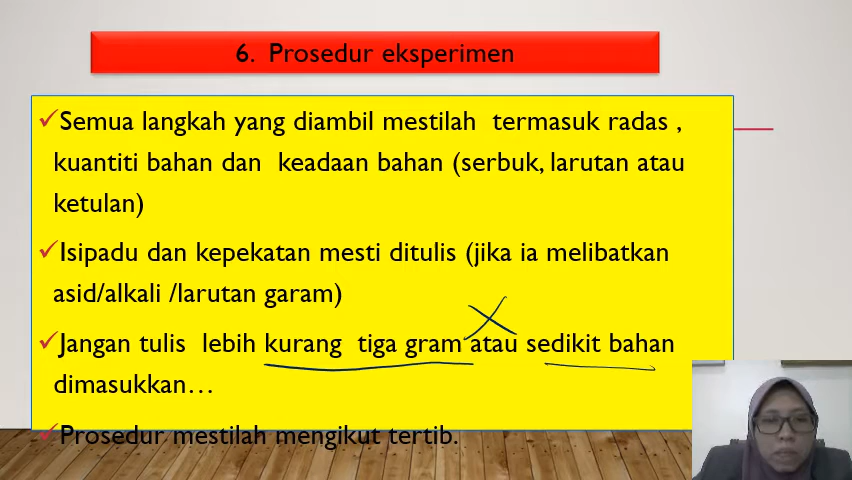 6. Prosedur eksperimen
Semua langkah yang diambil mestilah termasuk radas ,
kuantiti bahan dan keadaan bahan (serbuk, larutan atau
ketulan)
Isipadu dan kepekatan mesti ditulis (jika ia melibatkan
asid/alkali /larutan garam)
Jangan tulis lebih kurang tiga gram atau sedikit bahan
dimasukkan...
Prosedur mestilah mengikut tertib.